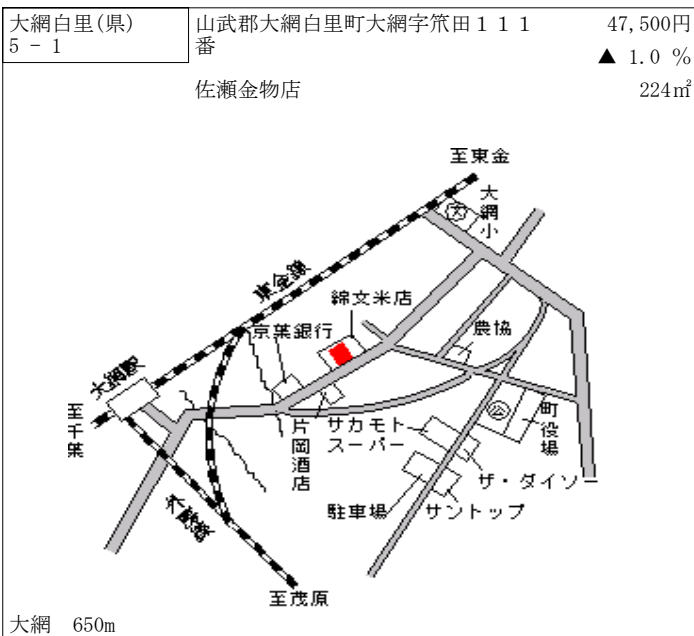 大網白里(県)
5 - 1
山武郡大網白里町大網字笊田１１１
番
47,500円
▲ 1.0 %
佐瀬金物店
224㎡
至東金
大網小
東金線
綿文米店
京葉銀行
農協
大網駅
至千葉
片岡酒店
サカモト
スーパー
町役場
ザ・ダイソー
外房線
駐車場
サントップ
至茂原
大網 650m